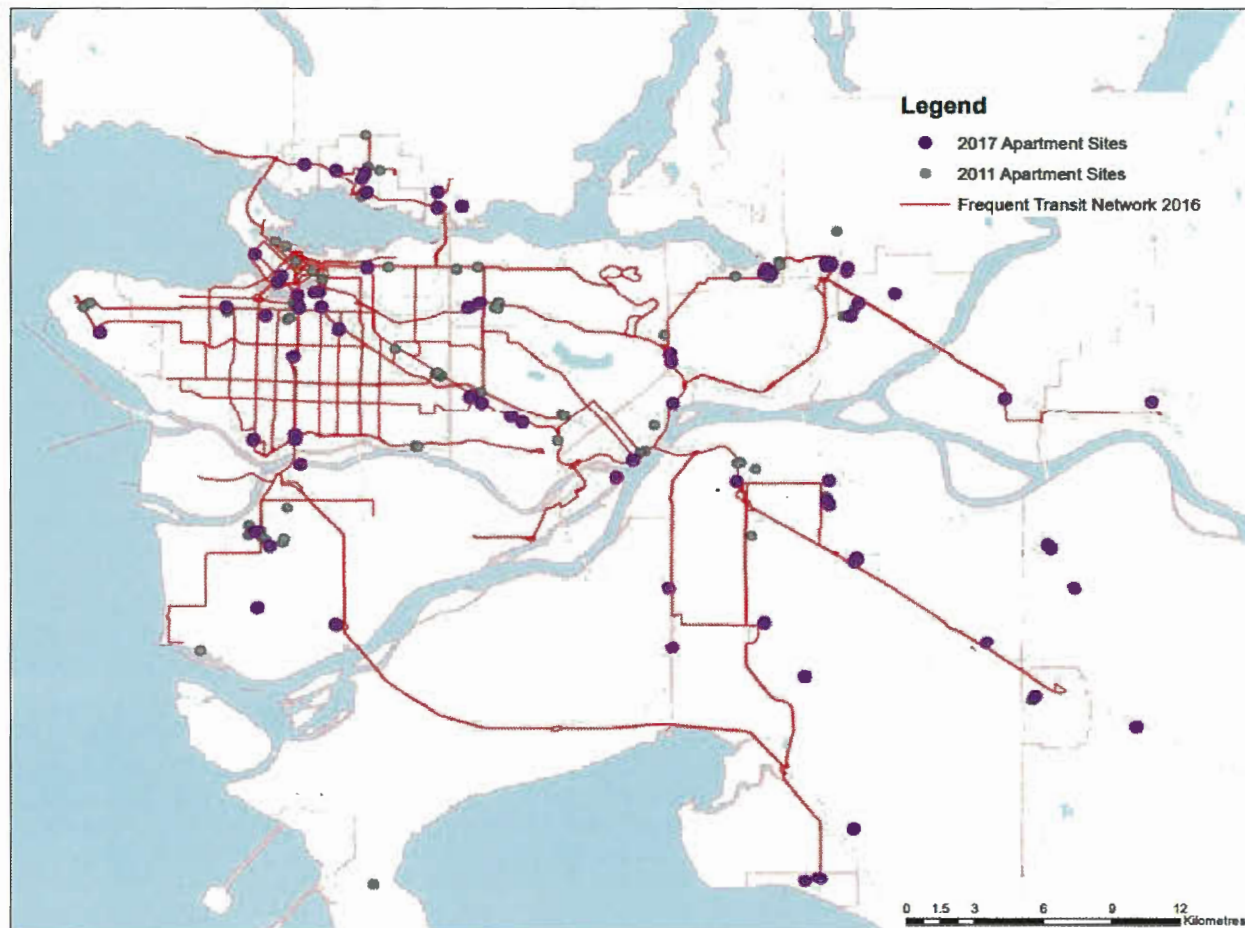 Legend
2017 Apartment Sites
2011 Apartment Sites
Frequent Transit Network 2016
0 1.5 3 6 9 12
Kilometres